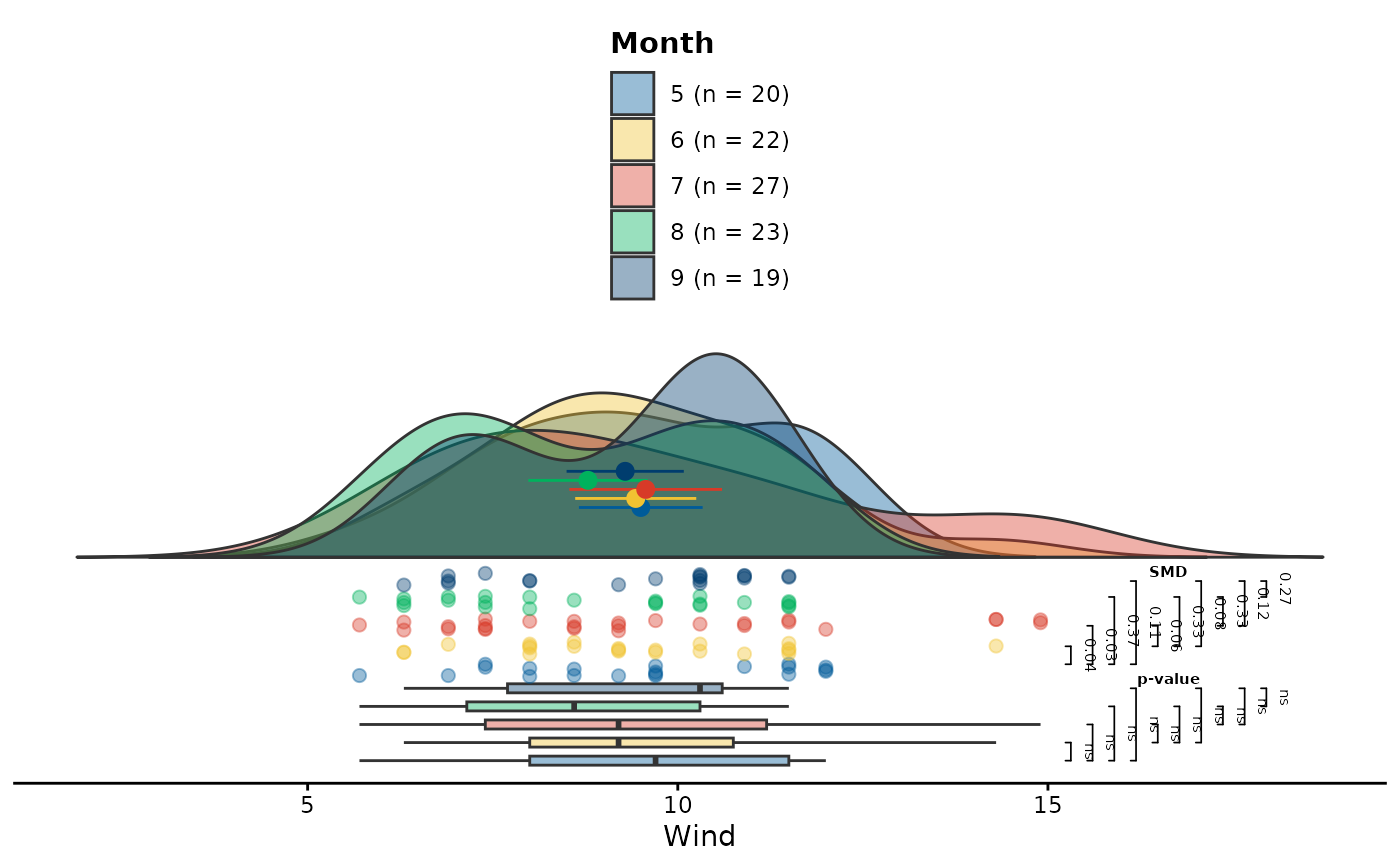 Month
5 (n = 20)
6 (n = 22)
7 (n = 27)
8 (n = 23)
9 (n = 19)
SMD
0.04
0.03
0.37
0.11
0.06
0.33
0.08
0.33
0.12
0.27
p-value
ns
ns
ns
ns
ns
ns
ns
ns
ns
ns
5
10
15
Wind